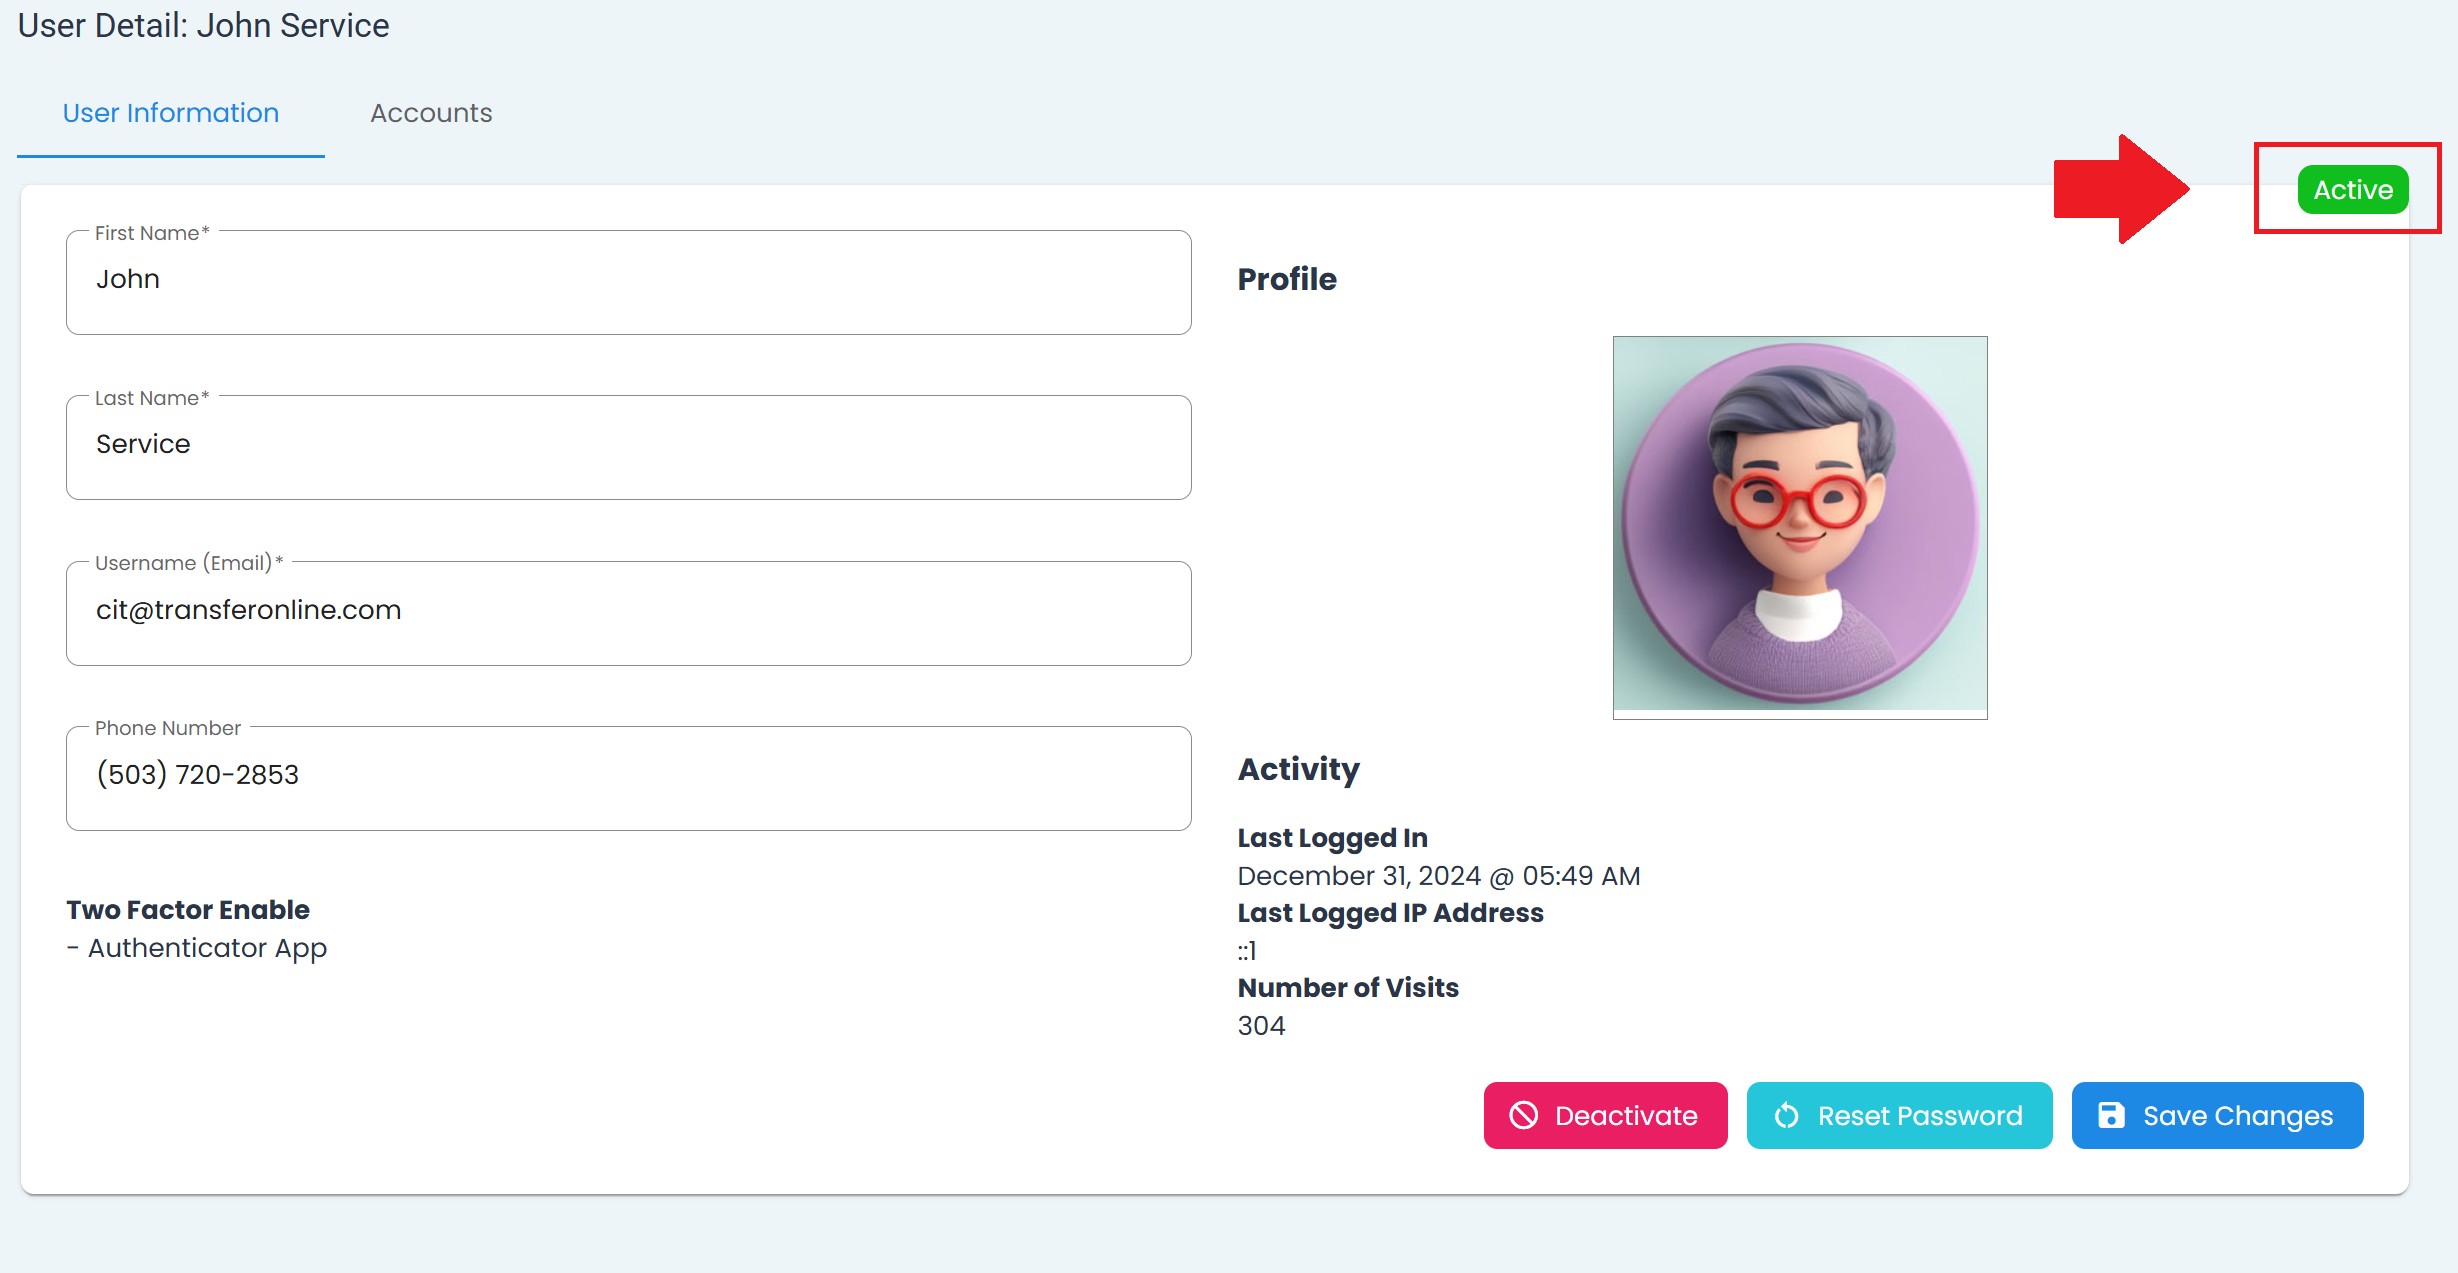 User Detail: John Service
User Information
Accounts
Active
First Name*
John
Last Name*
Service
Username (Email)*
cit@transferonline.com
Phone Number
(503) 720-2853
Two Factor Enable
- Authenticator App
Profile
Activity
Last Logged In
December 31, 2024 @ 05:49 AM
Last Logged IP Address
::1
Number of Visits
304
Deactivate
Reset Password
Save Changes